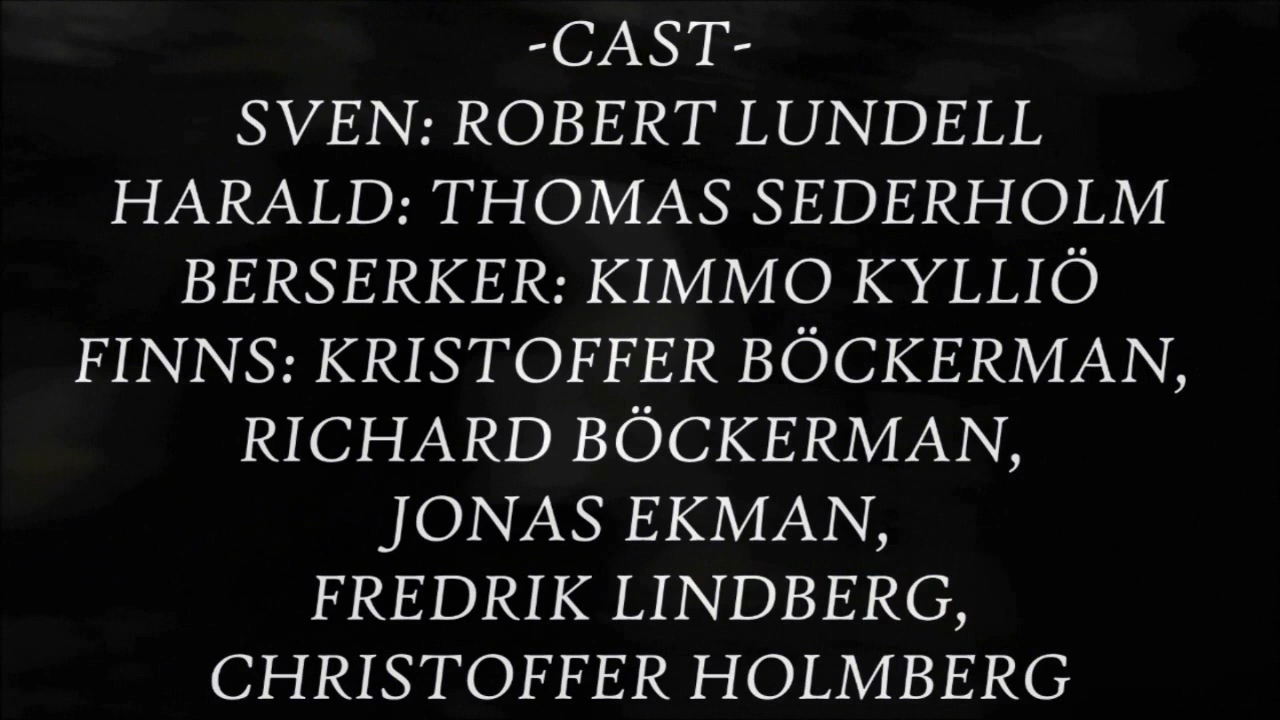 -CAST-
SVEN: ROBERT LUNDELL
HARALD: THOMAS SEDERHOLM
BERSERKER: KIMMO KYLLIÖ
FINNS: KRISTOFFER BÖCKERMAN,
RICHARD BÖCKERMAN,
JONAS EKMAN,
FREDRIK LINDBERG,
CHRISTOFFER HOLMBERG